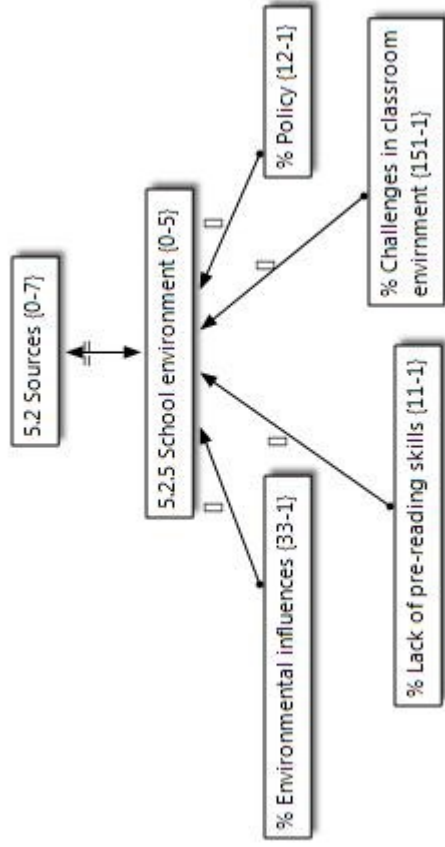 5.2 Sources {0-7}
5.2.5 School environment {0-5}
% Environmental influences {33-1}
% Policy {12-1}
% Lack of pre-reading skills {11-1}
% Challenges in classroom
envirnment {151-1}